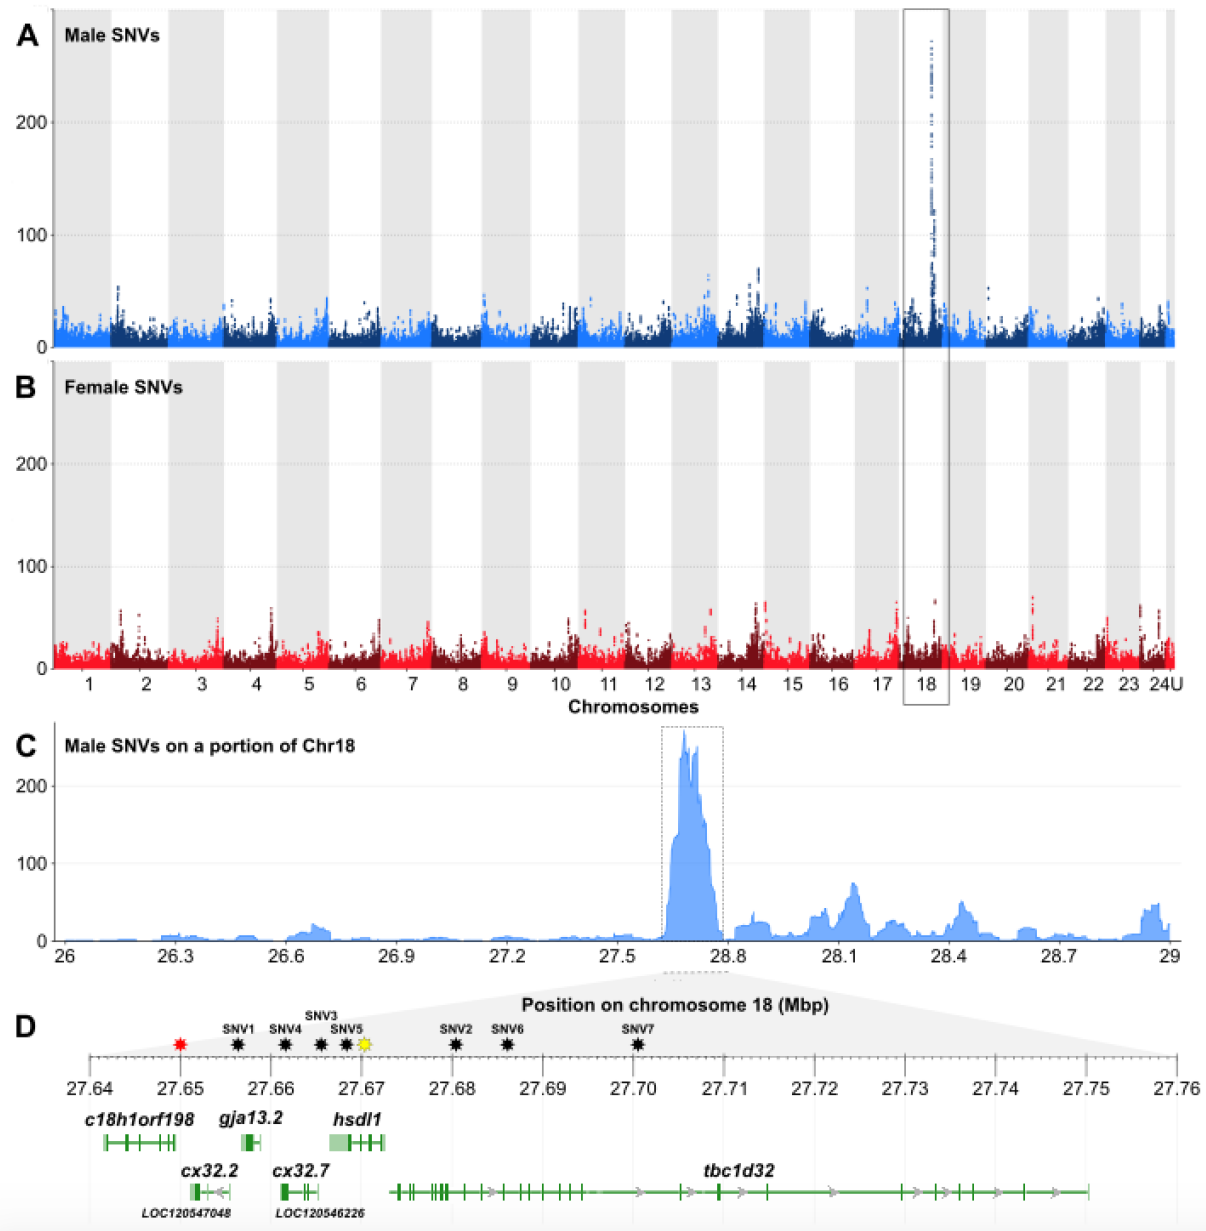 A Male SNVs
200
100
0
B Female SNVs
200
100
0
1 2 3 4 5 6 7 8 9 10 11 12 13 14 15 16 17 18 19 20 21 22 23 24U
Chromosomes
C Male SNVs on a portion of Chr18
200
100
0
26 26.3 26.6 26.9 27.2 27.5 28.8 28.1 28.4 28.7 29
Position on chromosome 18 (Mbp)
D
SNV3
SNV1 SNV4 SNV5 SNV2 SNV6 SNV7
27.64 27.65 27.66 27.67 27.68 27.69 27.70 27.71 27.72 27.73 27.74 27.75 27.76
c18h1orf198 gja13.2 hsdl1
cx32.2 cx32.7 tbc1d32
LOC120547048 LOC120546226